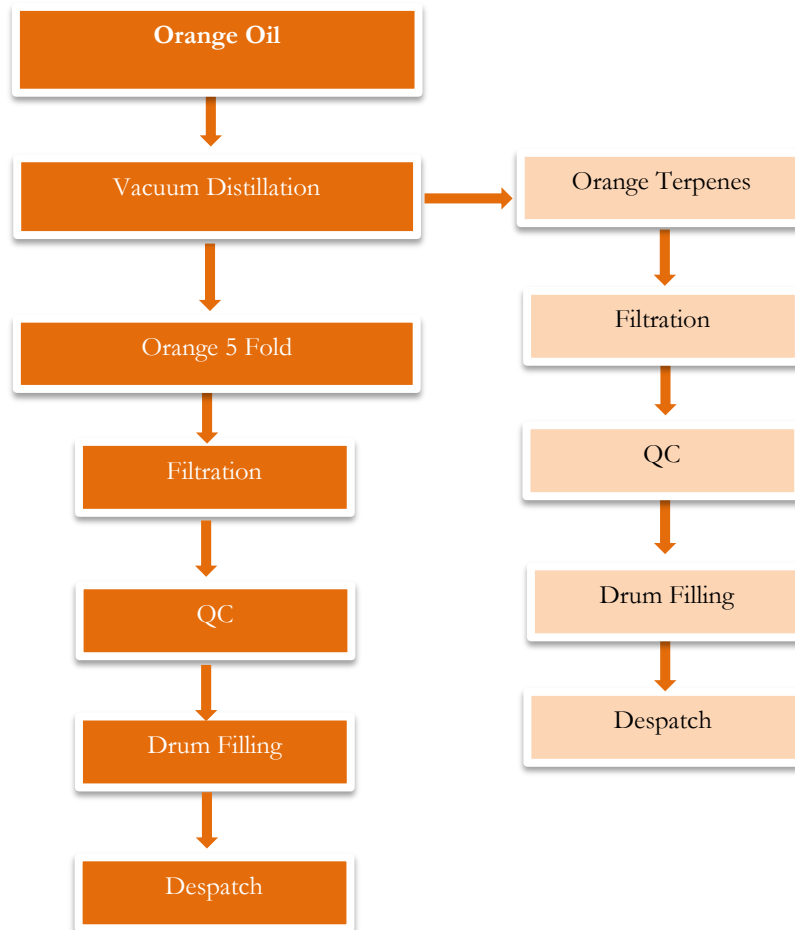 Orange Oil
Vacuum Distillation
Orange Terpenes
Orange 5 Fold
Filtration
QC
Drum Filling
Despatch
Filtration
QC
Drum Filling
Despatch